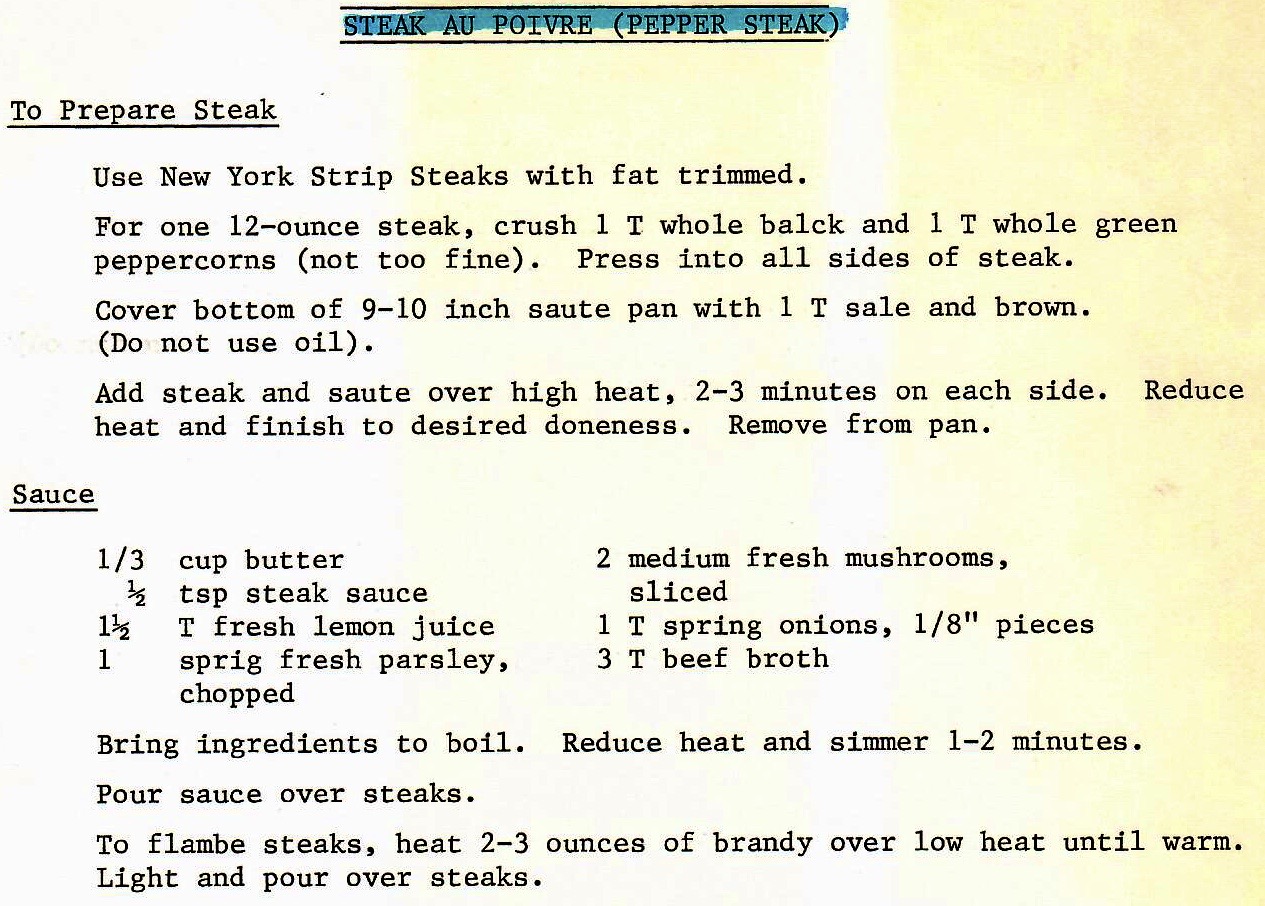 STEAK AU POIVRE (PEPPER STEAK)
To Prepare Steak
Use New York Strip Steaks with fat trimmed.
For one 12-ounce steak, crush 1 T whole balck and 1 T whole green
peppercorns (not too fine).  Press into all sides of steak.
Cover bottom of 9-10 inch saute pan with 1 T sale and brown.
(Do not use oil).
Add steak and saute over high heat, 2-3 minutes on each side.  Reduce
heat and finish to desired doneness.  Remove from pan.
Sauce
1/3 cup butter
½ tsp steak sauce
1½ T fresh lemon juice
1 sprig fresh parsley,
chopped
2 medium fresh mushrooms,
sliced
1 T spring onions, 1/8" pieces
3 T beef broth
Bring ingredients to boil.  Reduce heat and simmer 1-2 minutes.
Pour sauce over steaks.
To flambe steaks, heat 2-3 ounces of brandy over low heat until warm.
Light and pour over steaks.